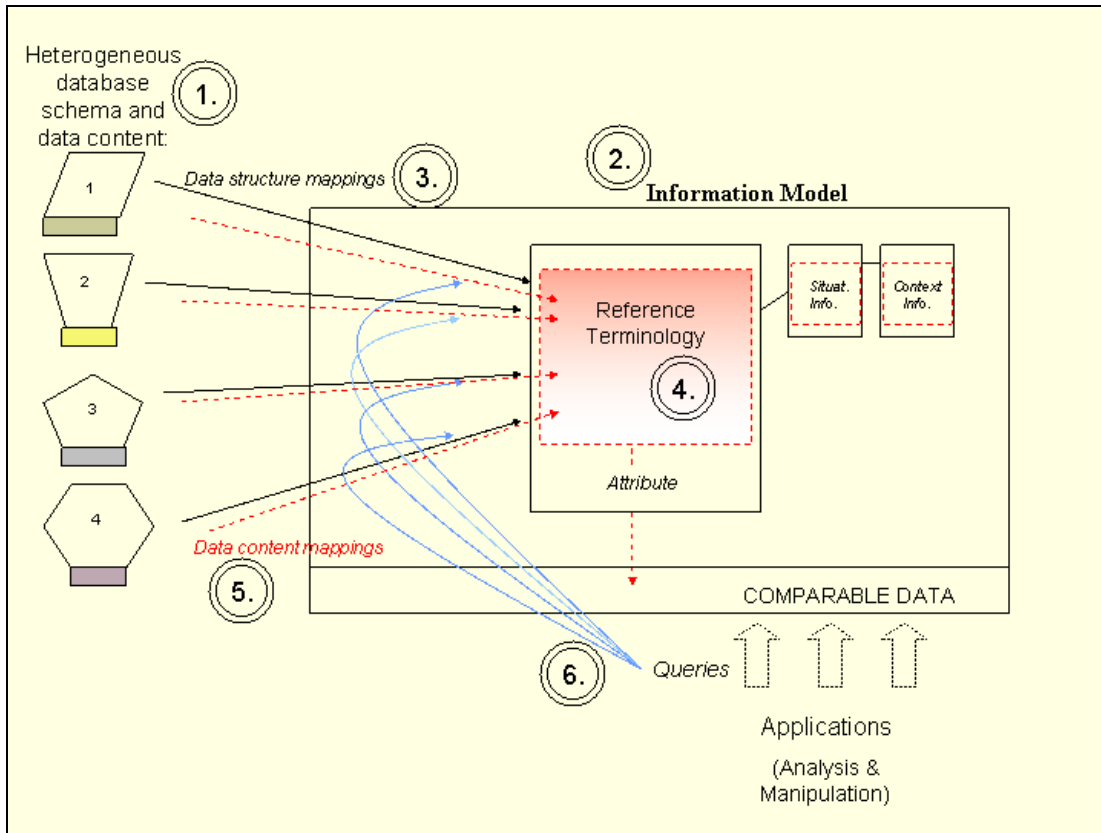 Heterogeneous
database
schema and
data content:
1.
1
2
3
4
Data structure mappings
3.
2.
Information Model
Reference
Terminology
4.
Attribute
Situat.
Info.
Context
Info.
Data content mappings
5.
COMPARABLE DATA
6.
Queries
Applications
(Analysis &
Manipulation)